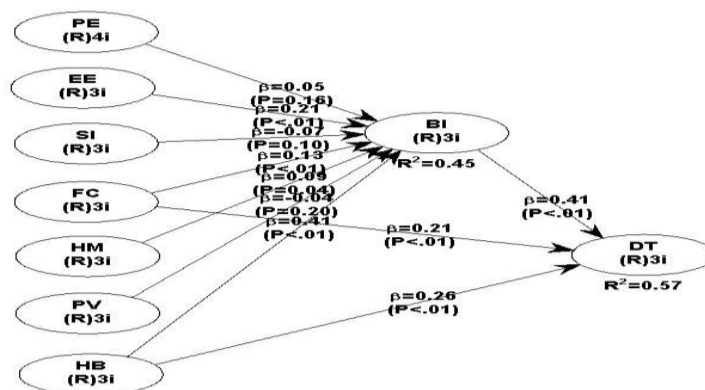 PE
(R)4i
EE
(R)3i
SI
(R)3i
FC
(R)3i
HM
(R)3i
PV
(R)3i
HB
(R)3i
β=0.05
(P=0.16)
β=0.21
(P<.01)
β=-0.07
(P=0.10)
β=0.13
(P<.01)
β=0.09
(P=0.04)
β=-0.04
(P=0.20)
β=0.41
(P<.01)
BI
(R)3i
R²=0.45
β=0.41
(P<.01)
β=0.21
(P<.01)
β=0.26
(P<.01)
DT
(R)3i
R²=0.57